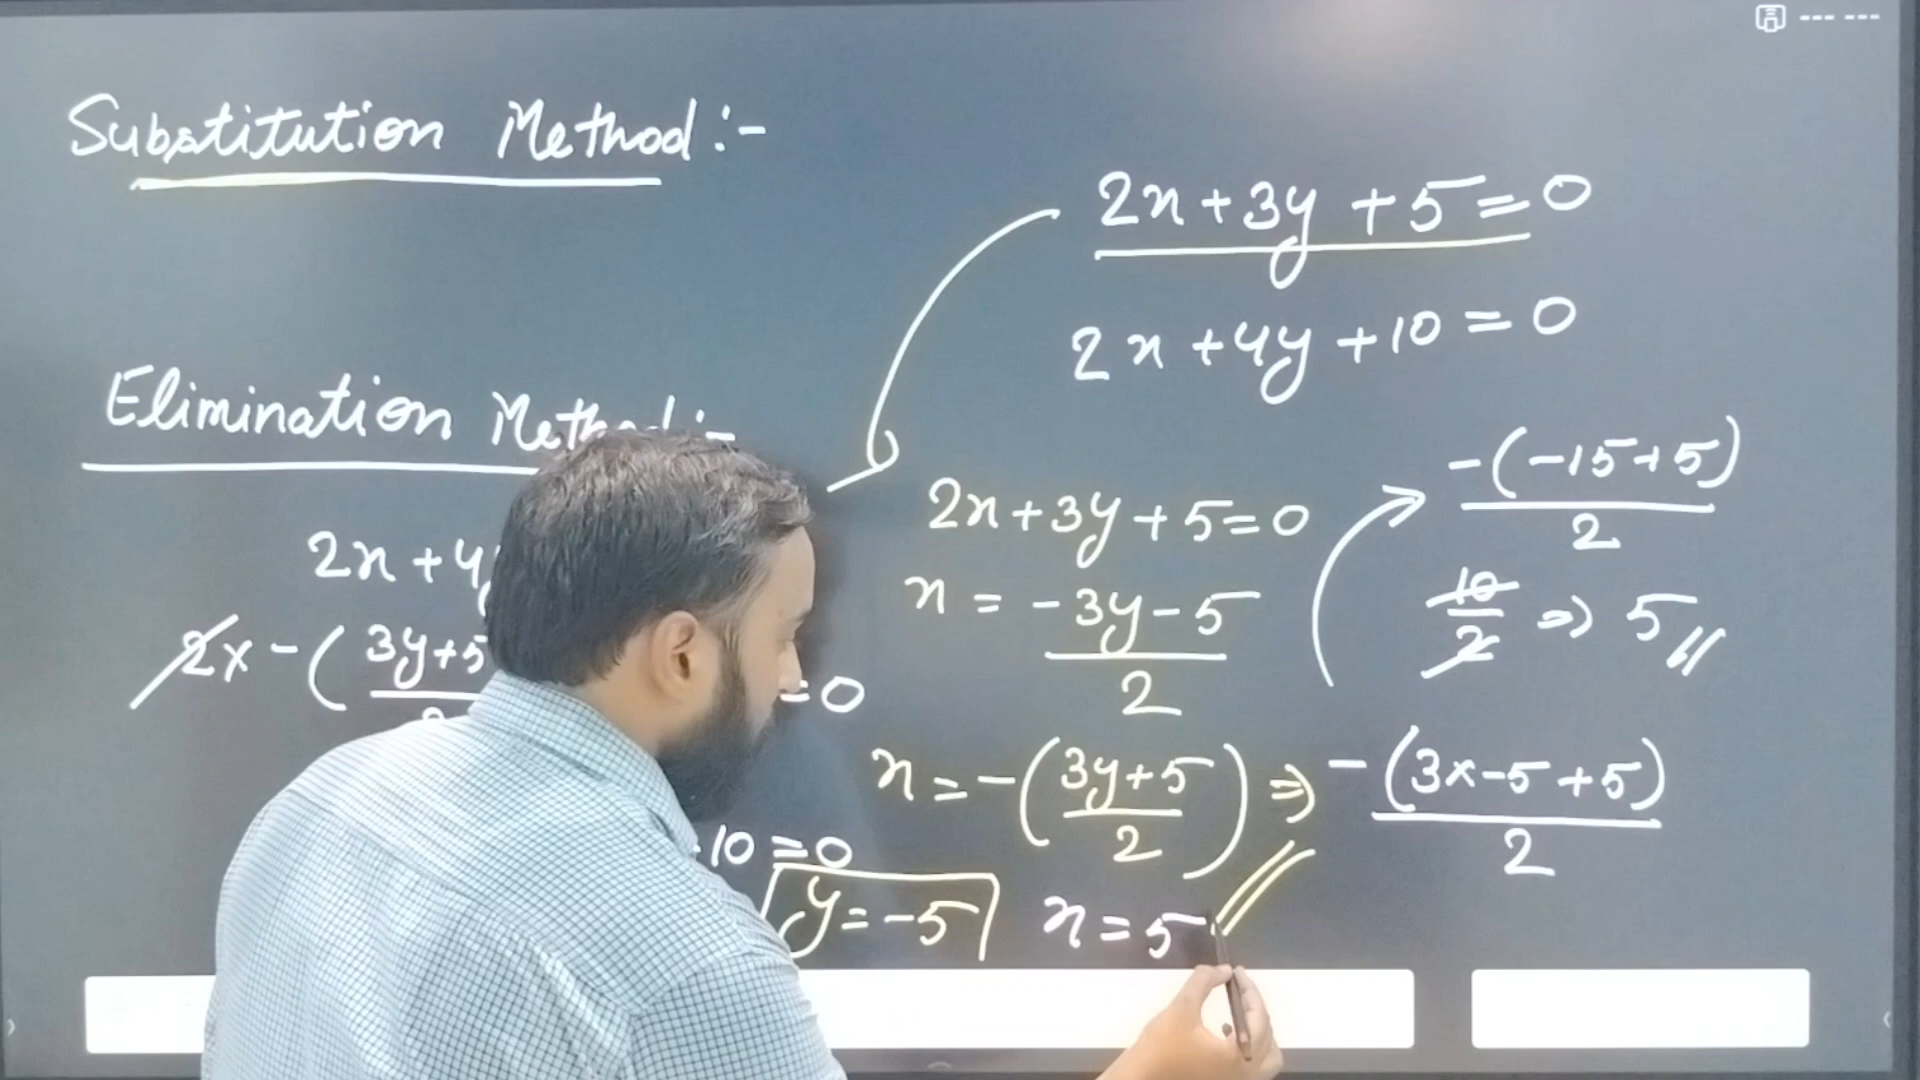 Substitution Method :-
2x + 3y + 5 = 0
2x + 4y + 10 = 0
Elimination Method :-
-(-15+5)
2
10/2 ⇒ 5
2x + 3y + 5 = 0
x = -3y - 5
2
2x + 4y
2x - ( 3y+5
= 0
x = - (3y+5 / 2) ⇒ -(3x-5+5)
2
10 = 0
y = -5
x = 5